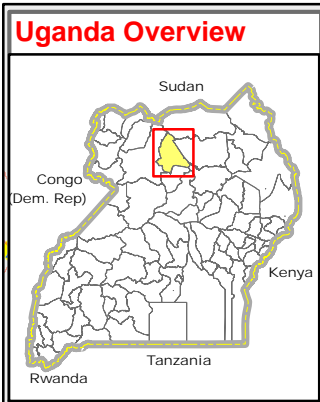 Uganda Overview
Sudan
Congo
(Dem. Rep)
Kenya
Tanzania
Rwanda